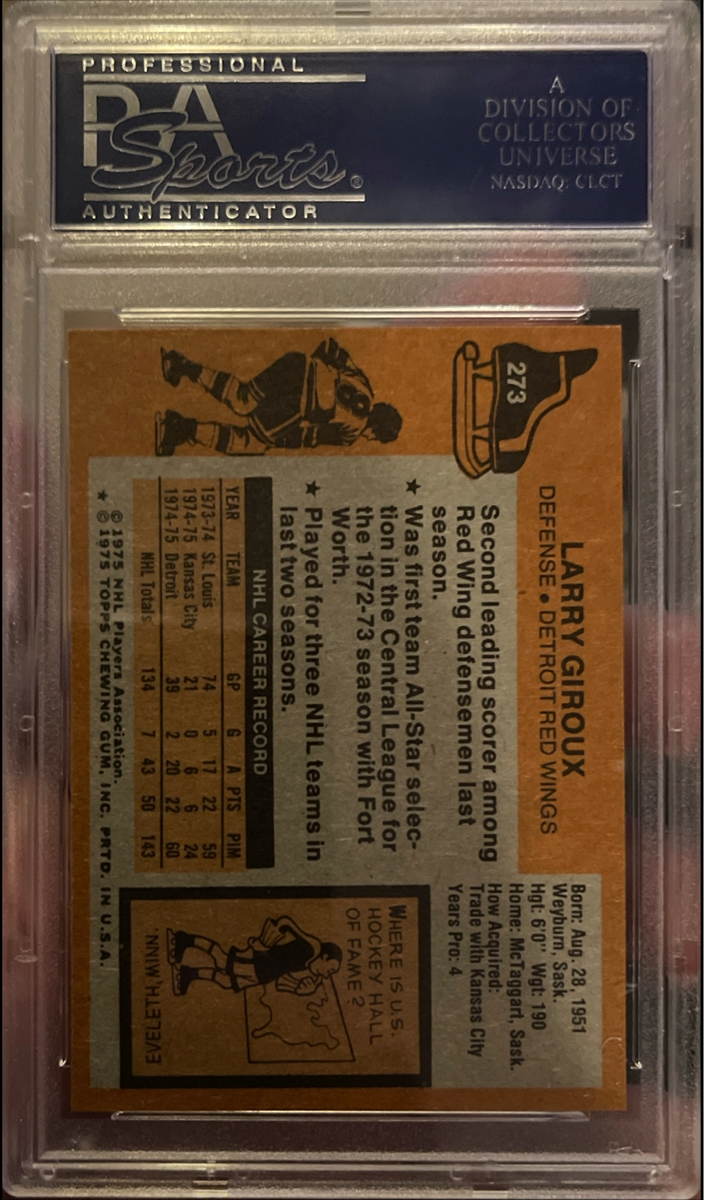 PROFESSIONAL
PSA
Sports®
AUTHENTICATOR
A
DIVISION OF
COLLECTORS
UNIVERSE
NASDAQ: CLCT
273
LARRY GIROUX
DEFENSE • DETROIT RED WINGS
Second leading scorer among
Red Wing defensemen last
season.
★ Was first team All-Star selec-
tion in the Central League for
the 1972-73 season with Fort
Worth.
★ Played for three NHL teams in
last two seasons.
NHL CAREER RECORD
YEAR TEAM GP G A PTS PIM
1973-74 St. Louis 74 5 17 22 59
1974-75 Kansas City 21 0 6 6 24
1974-75 Detroit 39 2 20 22 60
NHL Totals 134 7 43 50 143
© 1975 NHL Players Association.
★ © 1975 TOPPS CHEWING GUM, INC. PRTD. IN U.S.A.
Born: Aug. 28, 1951
Weyburn, Sask.
Hgt: 6'0" Wgt: 190
Home: McTaggart, Sask.
How Acquired:
Trade with Kansas City
Years Pro: 4
WHERE IS U.S.
HOCKEY HALL
OF FAME?
EVELETH, MINN.